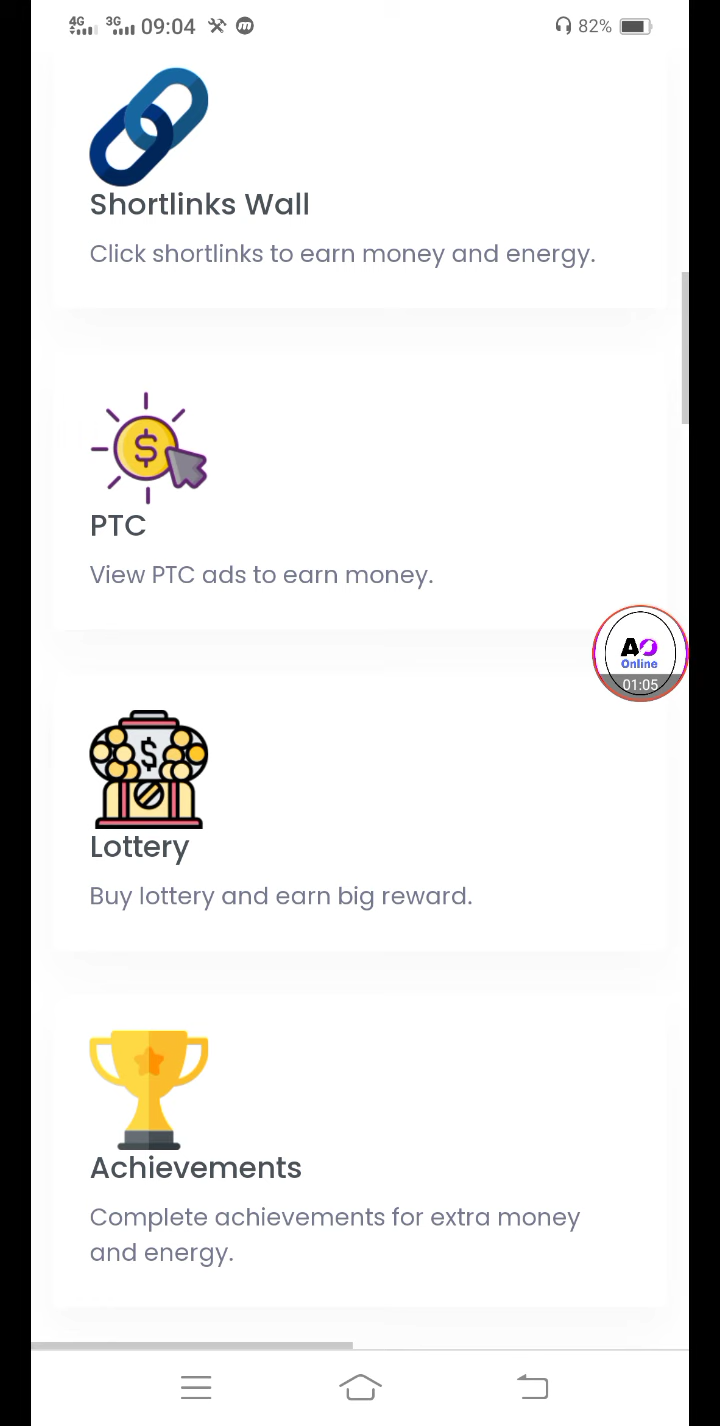 4G 3G 09:04 82%
Shortlinks Wall
Click shortlinks to earn money and energy.
$
PTC
View PTC ads to earn money.
AO
Online
01:05
$
Lottery
Buy lottery and earn big reward.
Achievements
Complete achievements for extra money
and energy.